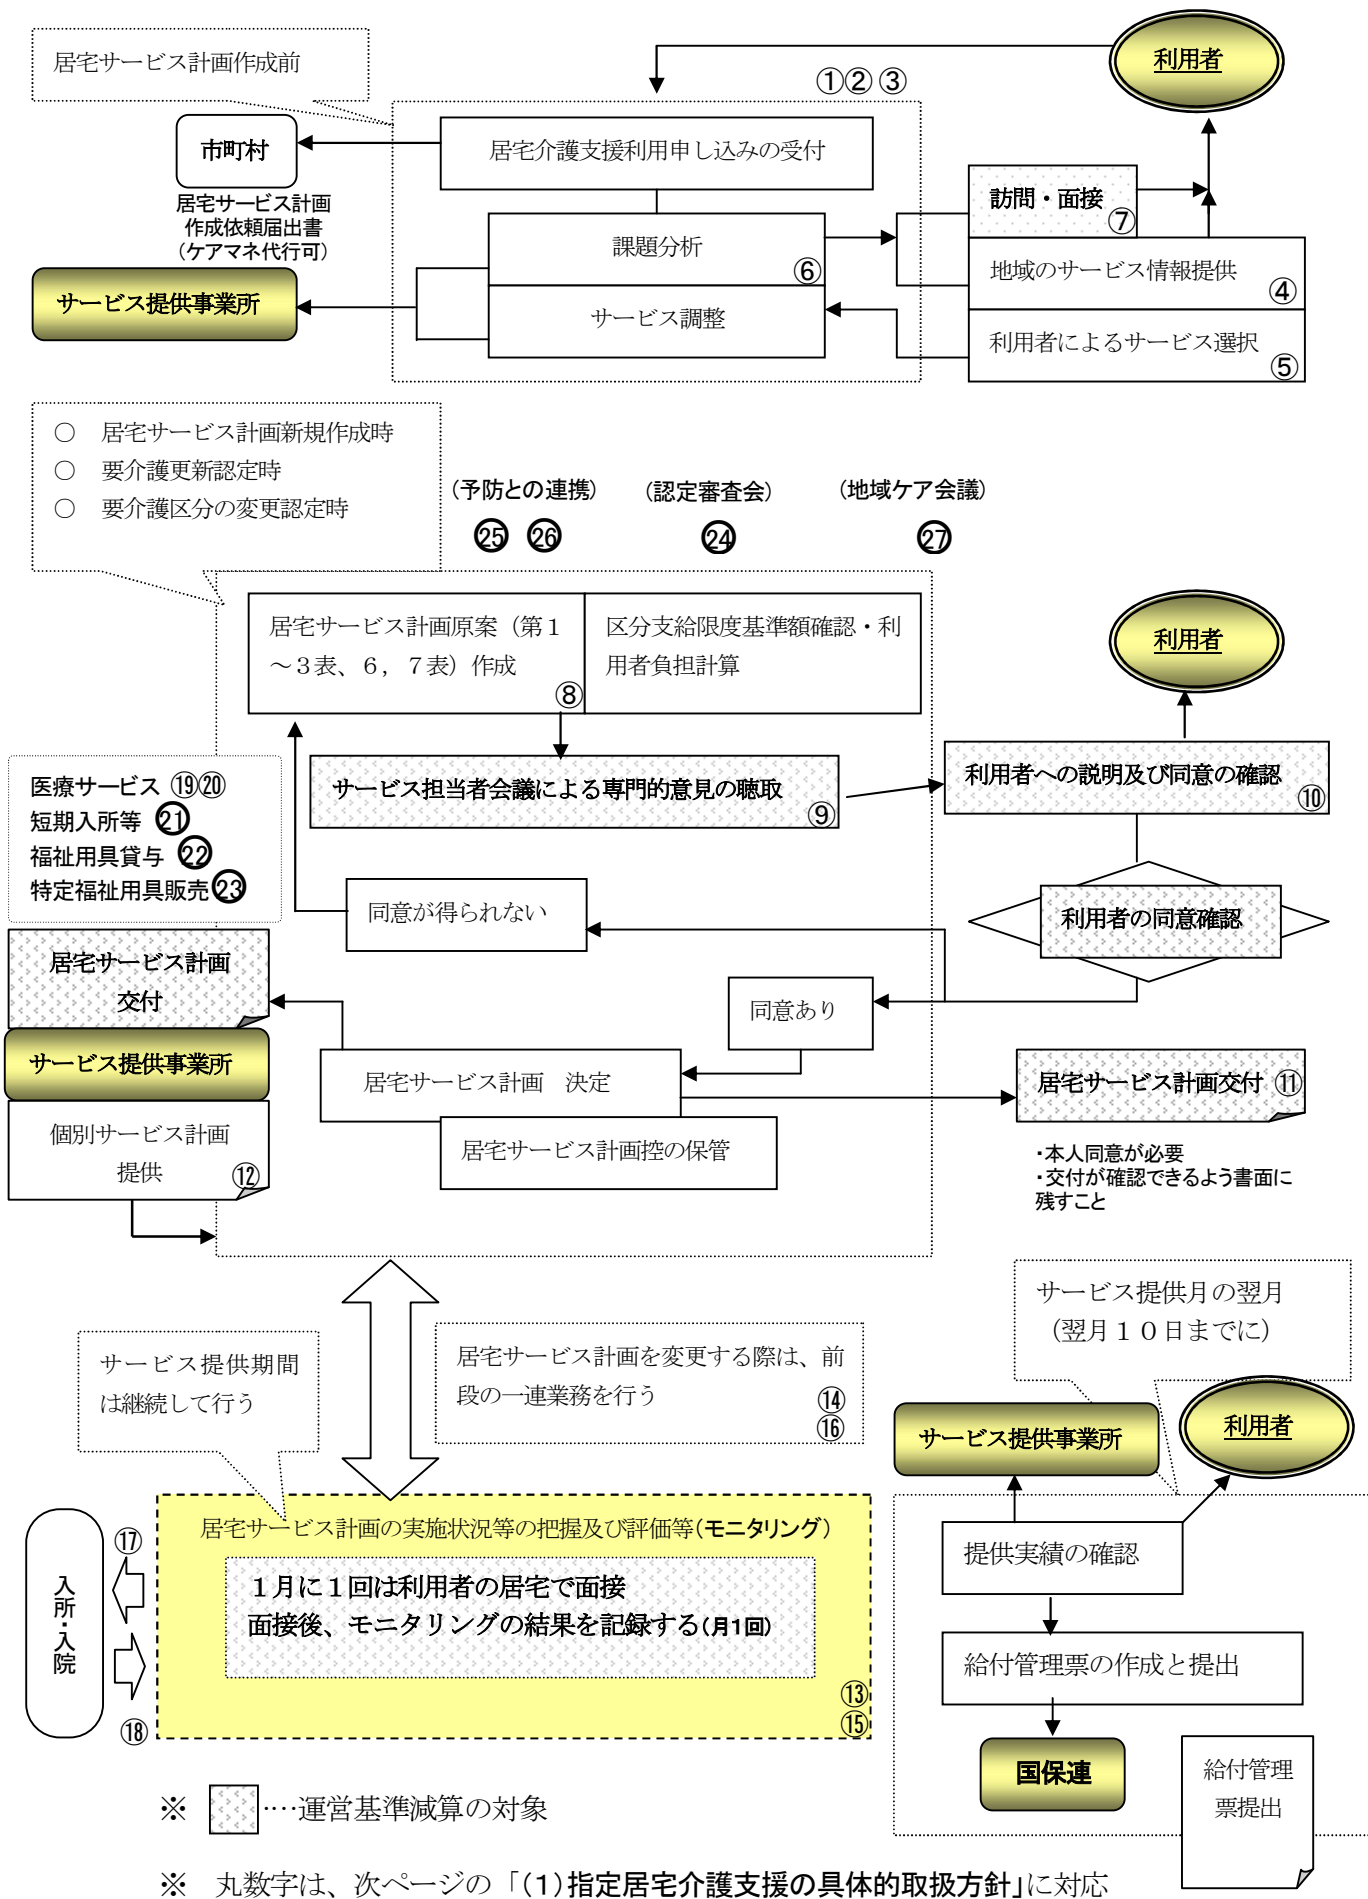 居宅サービス計画作成前
利用者
①② ③
市町村
居宅介護支援利用申し込みの受付
居宅サービス計画
作成依頼届出書
(ケアマネ代行可)
訪問・面接
⑦
課題分析
⑥
地域のサービス情報提供
④
サービス提供事業所
サービス調整
利用者によるサービス選択
⑤
○ 居宅サービス計画新規作成時
○ 要介護更新認定時
○ 要介護区分の変更認定時
(予防との連携) (認定審査会) (地域ケア会議)
㉕ ㉖ ㉔ ㉗
居宅サービス計画原案（第１
～３表、６，７表）作成
⑧
区分支給限度基準額確認・利
用者負担計算
利用者
医療サービス ⑲⑳
短期入所等 ㉑
福祉用具貸与 ㉒
特定福祉用具販売㉓
サービス担当者会議による専門的意見の聴取
⑨
利用者への説明及び同意の確認
⑩
同意が得られない
利用者の同意確認
居宅サービス計画
交付
同意あり
サービス提供事業所
居宅サービス計画　決定
居宅サービス計画交付 ⑪
個別サービス計画
提供 ⑫
居宅サービス計画控の保管
・本人同意が必要
・交付が確認できるよう書面に
残すこと
サービス提供月の翌月
（翌月１０日までに）
サービス提供期間
は継続して行う
居宅サービス計画を変更する際は、前
段の一連業務を行う
⑭
⑯
サービス提供事業所
利用者
居宅サービス計画の実施状況等の把握及び評価等(モニタリング)
１月に１回は利用者の居宅で面接
面接後、モニタリングの結果を記録する(月1回)
⑬
⑮
⑰
入所・入院
⑱
提供実績の確認
給付管理票の作成と提出
国保連
給付管理
票提出
※ ‥‥運営基準減算の対象
※ 丸数字は、次ページの「(1)指定居宅介護支援の具体的取扱方針」に対応